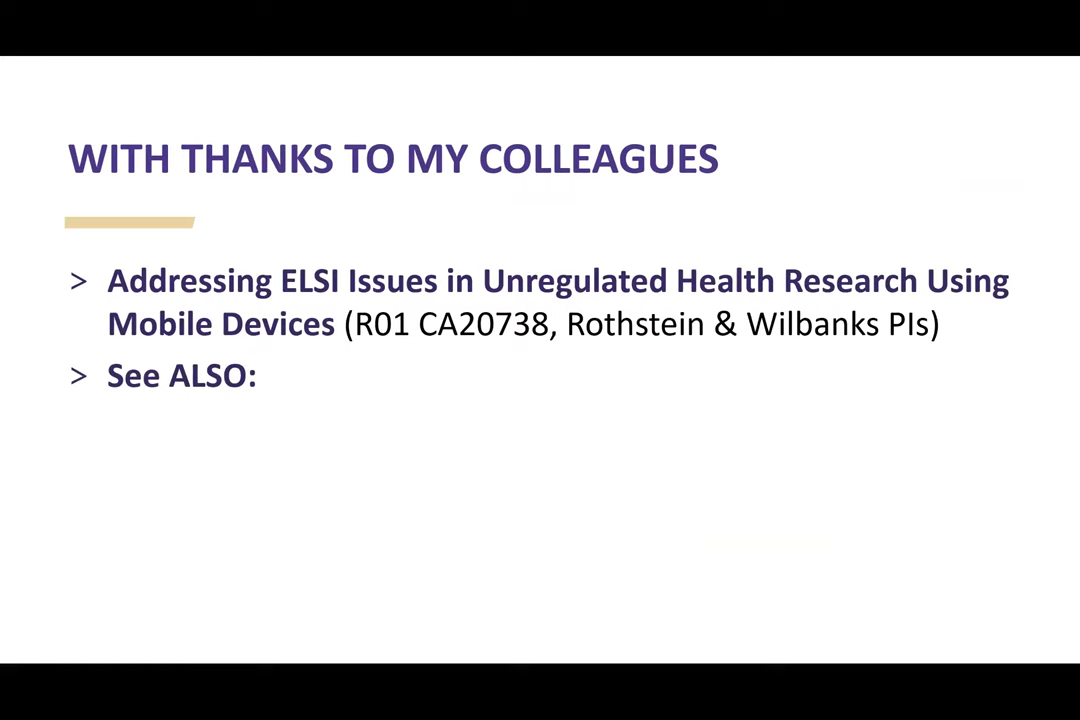 WITH THANKS TO MY COLLEAGUES
> Addressing ELSI Issues in Unregulated Health Research Using
Mobile Devices (R01 CA20738, Rothstein & Wilbanks PIs)
> See ALSO: